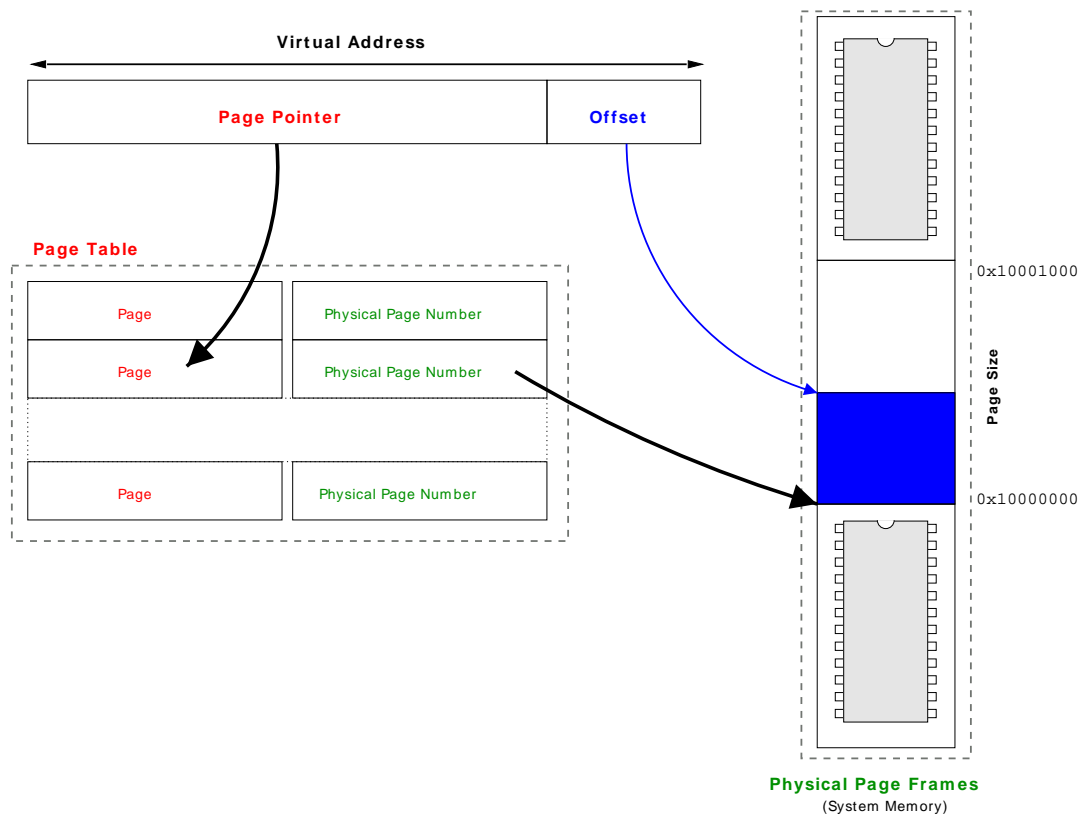 Virtual Address
Page Pointer
Offset
Page Table
Page
Physical Page Number
Page
Physical Page Number
Page
Physical Page Number
0x10001000
Page Size
0x10000000
Physical Page Frames
(System Memory)